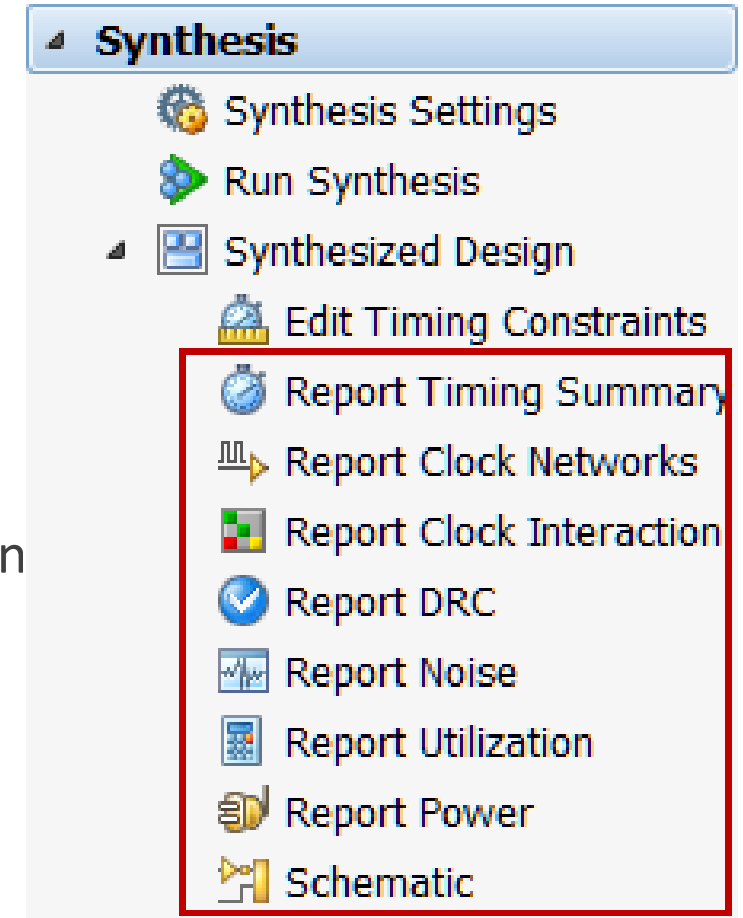 Synthesis
Synthesis Settings
Run Synthesis
Synthesized Design
Edit Timing Constraints
Report Timing Summary
Report Clock Networks
Report Clock Interaction
n
Report DRC
Report Noise
Report Utilization
Report Power
Schematic